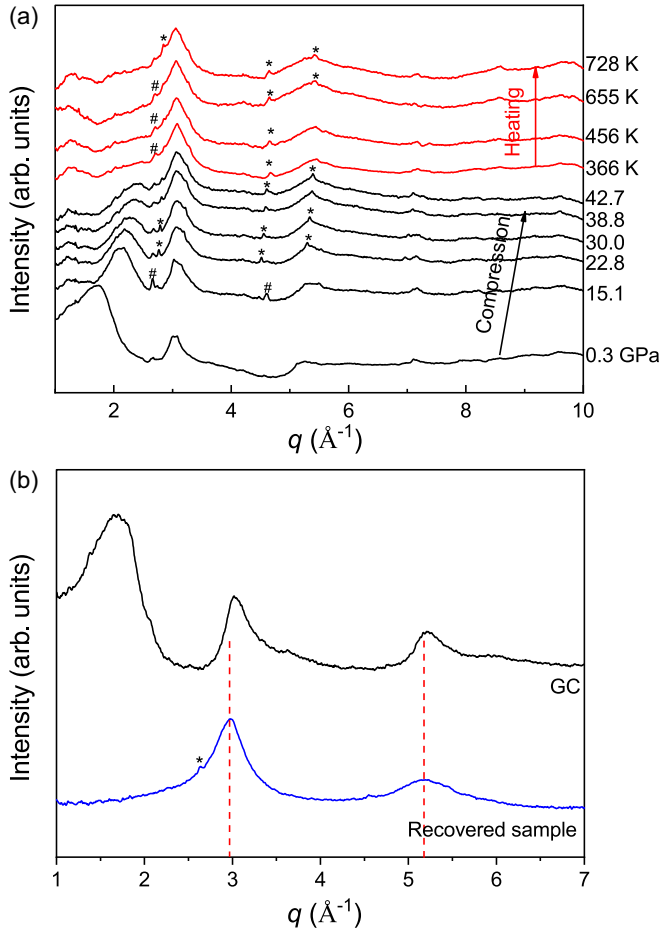 (a)
Intensity (arb. units)
* * * 728 K
# * * 655 K
# * 456 K
# 366 K
* * 42.7
38.8
* * * 30.0
* * * 22.8
# # 15.1
0.3 GPa
Heating
Compression
2 4 6 8 10
q (Å-1)
(b)
Intensity (arb. units)
GC
*
Recovered sample
1 2 3 4 5 6 7
q (Å-1)